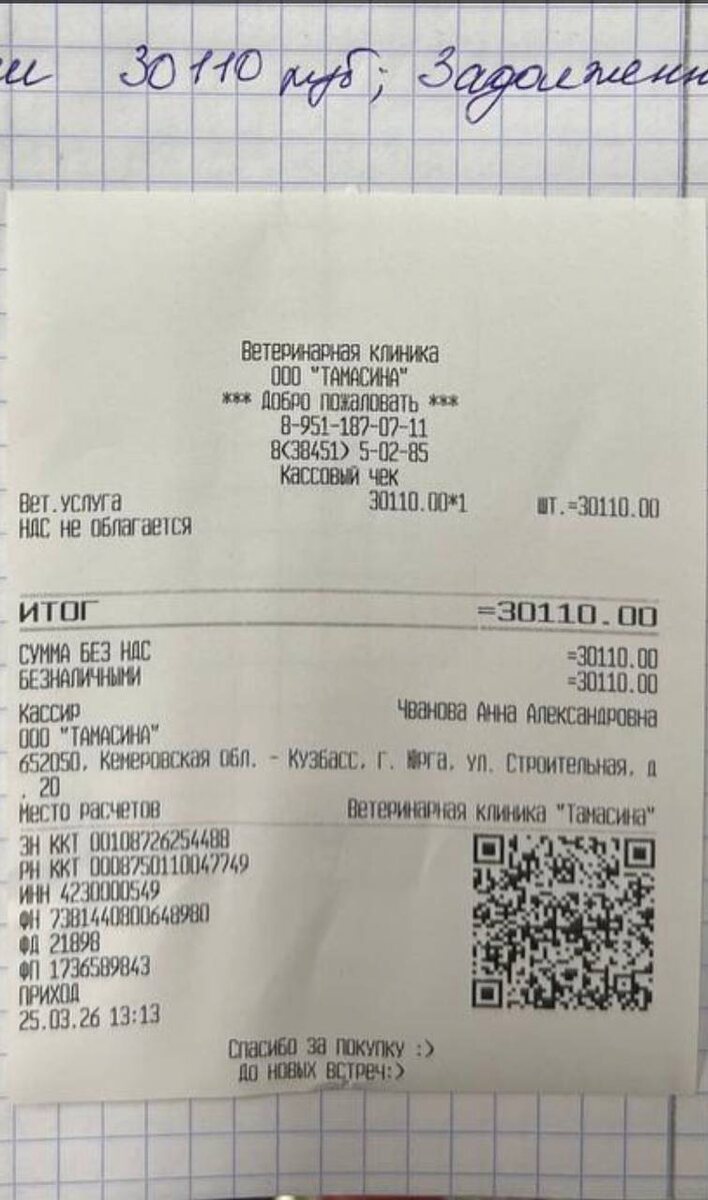 30110 руб; Задолженн
Ветеринарная клиника
ООО "ТАМАСИНА"
*** Добро пожаловать ***
8-951-187-07-11
8(38451) 5-02-85
Кассовый чек
Вет.услуга 30110.00*1 шт.=30110.00
НДС не облагается
ИТОГ =30110.00
СУММА БЕЗ НДС =30110.00
БЕЗНАЛИЧНЫМИ =30110.00
Кассир Чванова Анна Александровна
ООО "ТАМАСИНА"
652050, Кемеровская обл. - Кузбасс, г. Юрга, ул. Строительная, д
. 20
Место расчетов Ветеринарная клиника "Тамасина"
ЗН ККТ 00108726254488
РН ККТ 0008750110047749
ИНН 4230000549
ФН 7381440800648980
ФД 21898
ФП 1736589843
ПРИХОД
25.03.26 13:13
Спасибо за покупку :)
До новых встреч:)